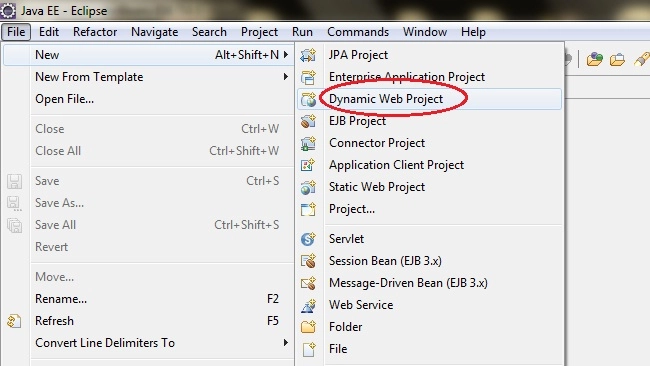 Java EE - Eclipse
File Edit Refactor Navigate Search Project Run Commands Window Help
New Alt+Shift+N
New From Template
Open File...
Close Ctrl+W
Close All Ctrl+Shift+W
Save Ctrl+S
Save As...
Save All Ctrl+Shift+S
Revert
Move...
Rename... F2
Refresh F5
Convert Line Delimiters To
JPA Project
Enterprise Application Project
Dynamic Web Project
EJB Project
Connector Project
Application Client Project
Static Web Project
Project...
Servlet
Session Bean (EJB 3.x)
Message-Driven Bean (EJB 3.x)
Web Service
Folder
File